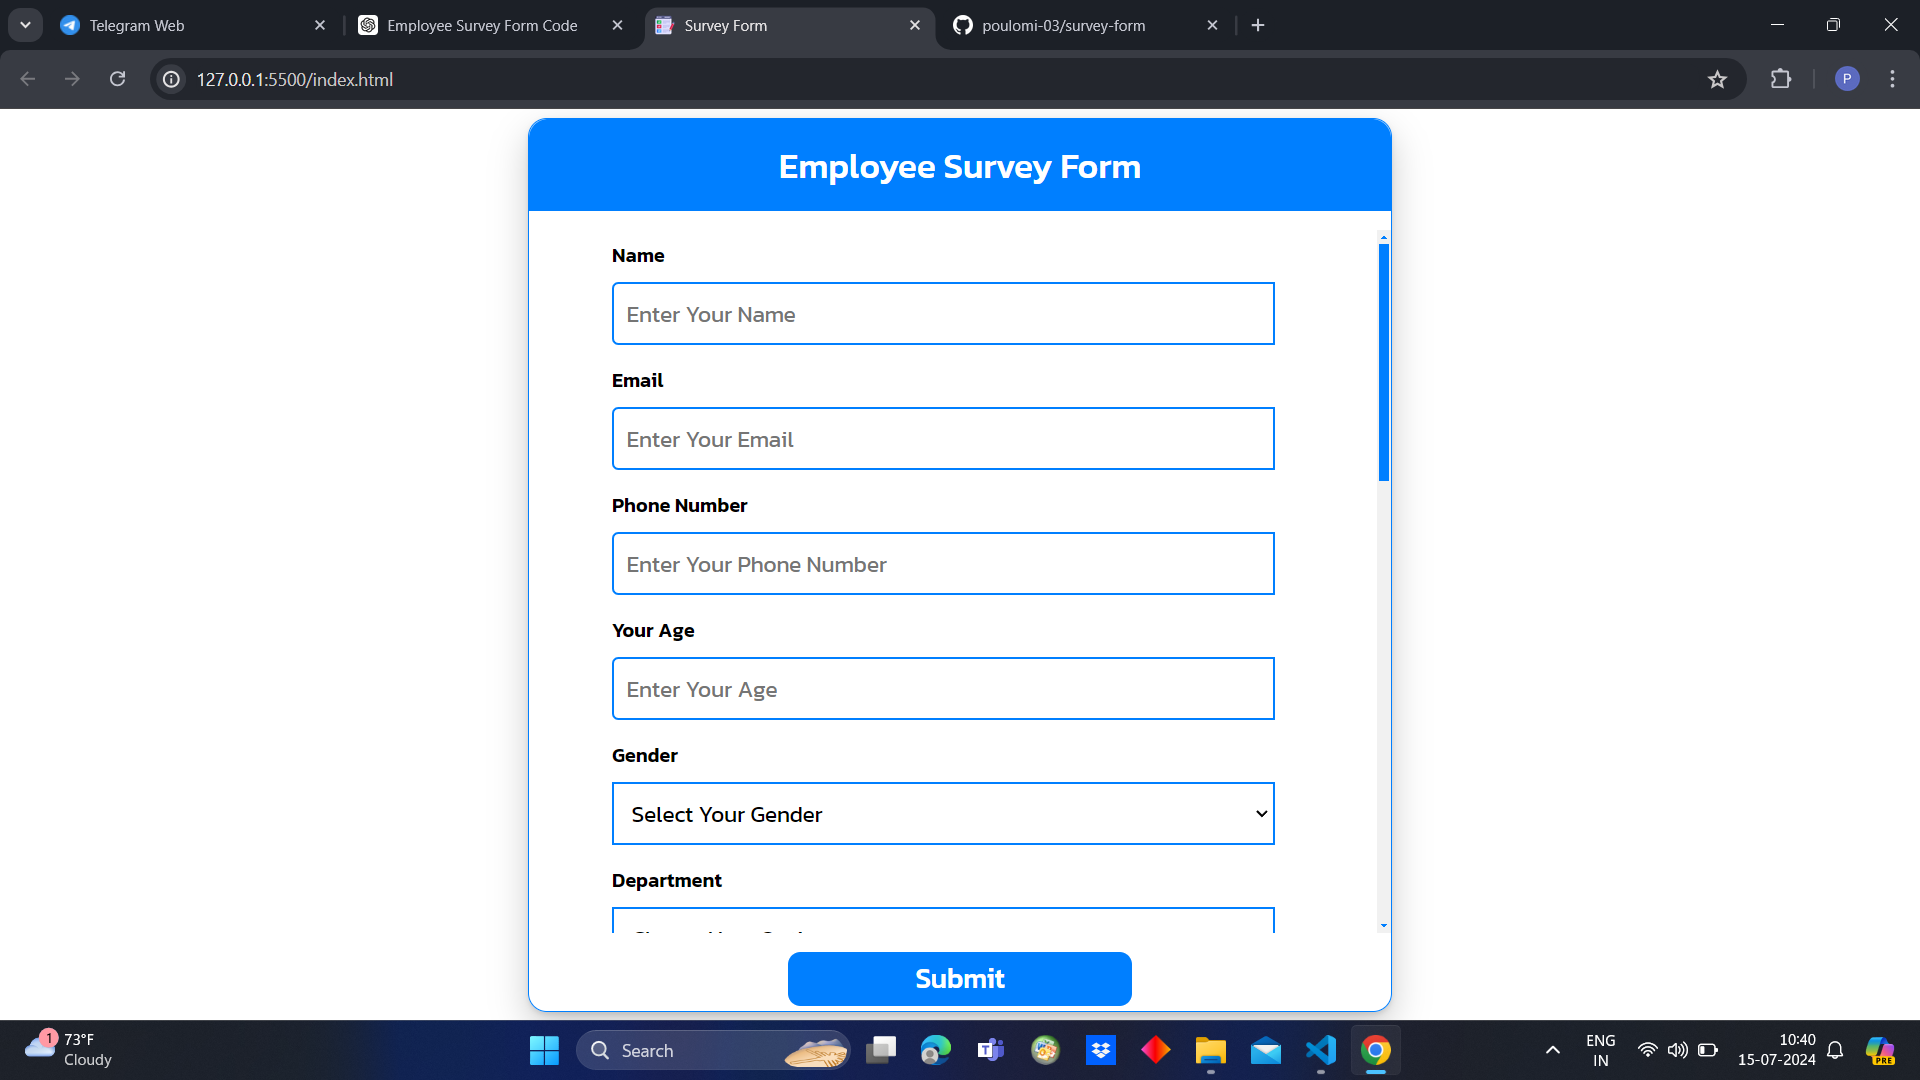 Telegram Web
Employee Survey Form Code
Survey Form
poulomi-03/survey-form
127.0.0.1:5500/index.html
P
Employee Survey Form
Name
Enter Your Name
Email
Enter Your Email
Phone Number
Enter Your Phone Number
Your Age
Enter Your Age
Gender
Select Your Gender
Department
Submit
1
73°F
Cloudy
Search
T
ENG
IN
10:40
15-07-2024
PRE